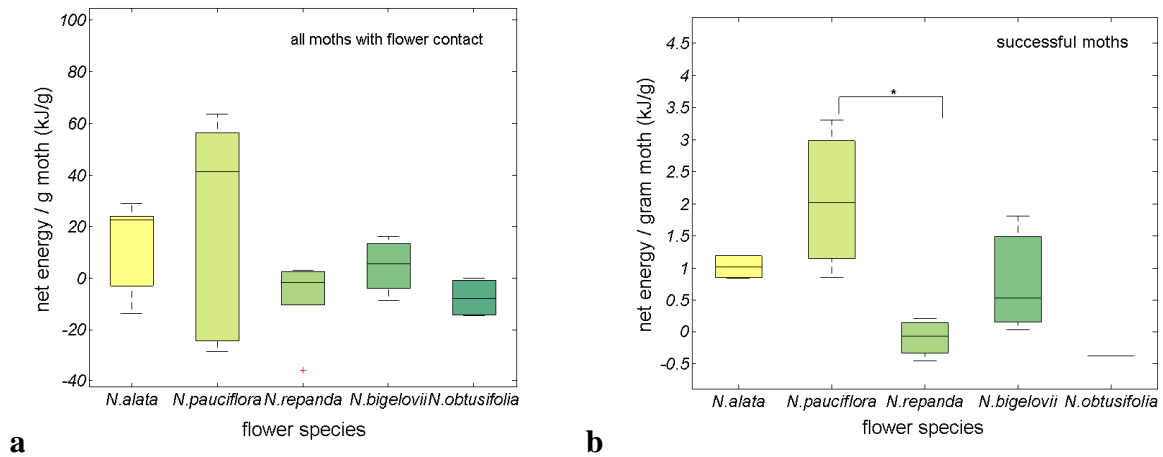 all moths with flower contact
net energy / g moth (kJ/g)
100
80
60
40
20
0
-20
-40
N.alata N.pauciflora N.repanda N.bigelovii N.obtusifolia
flower species
a
successful moths
*
net energy / gram moth (kJ/g)
4.5
4
3.5
3
2.5
2
1.5
1
0.5
0
-0.5
N.alata N.pauciflora N.repanda N.bigelovii N.obtusifolia
flower species
b